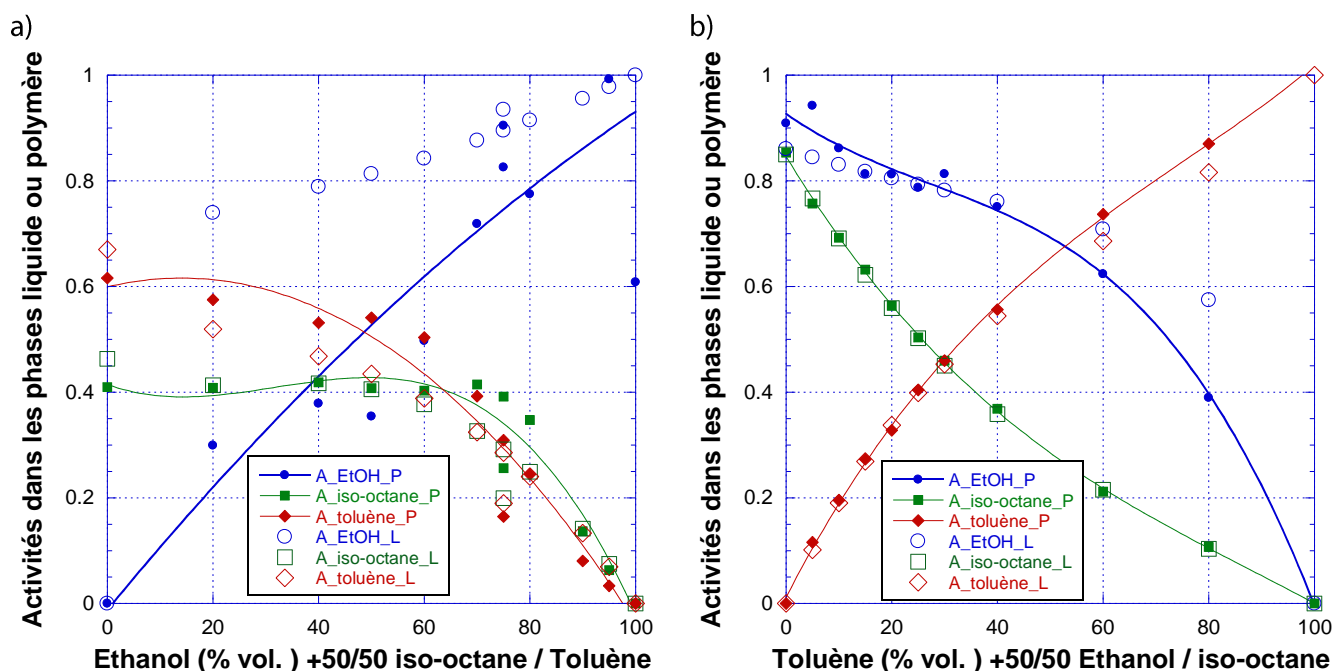 a)
Activités dans les phases liquide ou polymère
1
0.8
0.6
0.4
0.2
0
0
20
40
60
80
100
A_EtOH_P
A_iso-octane_P
A_toluène_P
A_EtOH_L
A_iso-octane_L
A_toluène_L
Ethanol (% vol. ) +50/50 iso-octane / Toluène
b)
Activités dans les phases liquide ou polymère
1
0.8
0.6
0.4
0.2
0
0
20
40
60
80
100
A_EtOH_P
A_iso-octane_P
A_toluène_P
A_EtOH_L
A_iso-octane_L
A_toluène_L
Toluène (% vol. ) +50/50 Ethanol / iso-octane